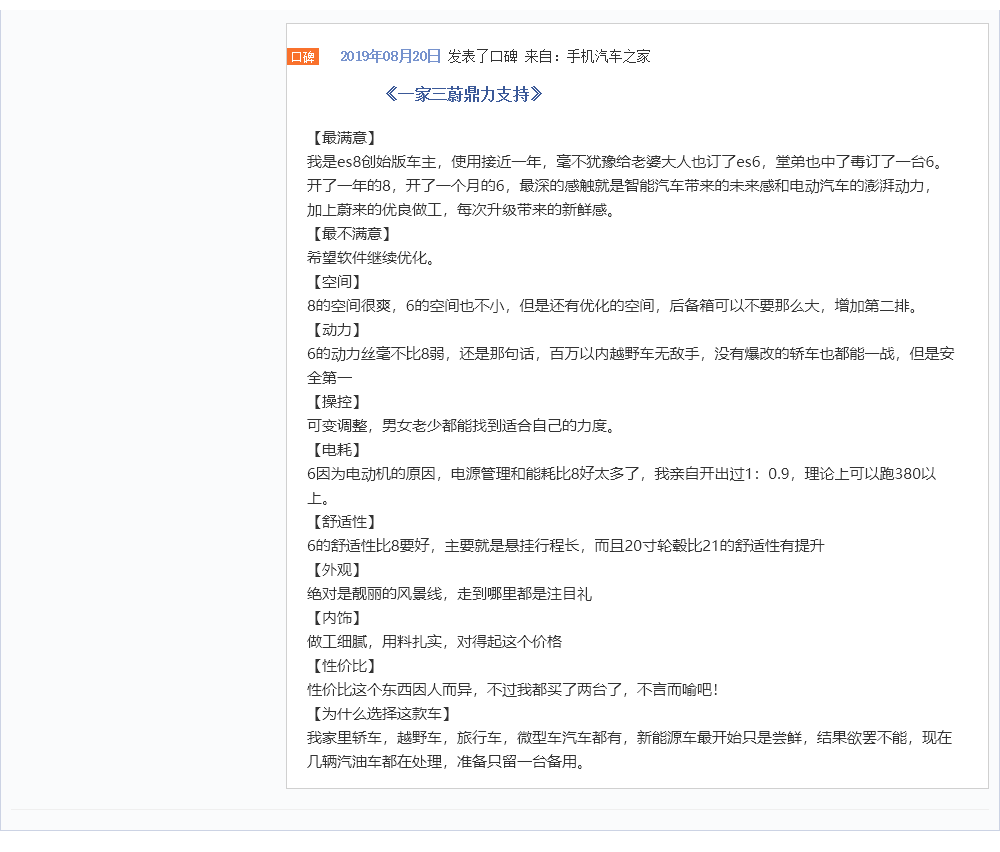 口碑 2019年08月20日 发表了口碑 来自：手机汽车之家
《一家三蔚鼎力支持》
【最满意】
我是es8创始版车主，使用接近一年，毫不犹豫给老婆大人也订了es6，堂弟也中了毒订了一台6。
开了一年的8，开了一个月的6，最深的感触就是智能汽车带来的未来感和电动汽车的澎湃动力，
加上蔚来的优良做工，每次升级带来的新鲜感。
【最不满意】
希望软件继续优化。
【空间】
8的空间很爽，6的空间也不小，但是还有优化的空间，后备箱可以不要那么大，增加第二排。
【动力】
6的动力丝毫不比8弱，还是那句话，百万以内越野车无敌手，没有爆改的轿车也都能一战，但是安
全第一
【操控】
可变调整，男女老少都能找到适合自己的力度。
【电耗】
6因为电动机的原因，电源管理和能耗比8好太多了，我亲自开出过1：0.9，理论上可以跑380以
上。
【舒适性】
6的舒适性比8要好，主要就是悬挂行程长，而且20寸轮毂比21的舒适性有提升
【外观】
绝对是靓丽的风景线，走到哪里都是注目礼
【内饰】
做工细腻，用料扎实，对得起这个价格
【性价比】
性价比这个东西因人而异，不过我都买了两台了，不言而喻吧！
【为什么选择这款车】
我家里轿车，越野车，旅行车，微型车汽车都有，新能源车最开始只是尝鲜，结果欲罢不能，现在
几辆汽油车都在处理，准备只留一台备用。